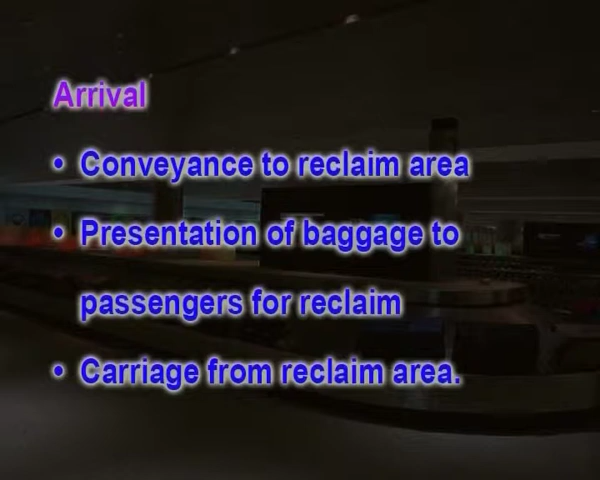 Arrival
• Conveyance to reclaim area
• Presentation of baggage to
passengers for reclaim
• Carriage from reclaim area.